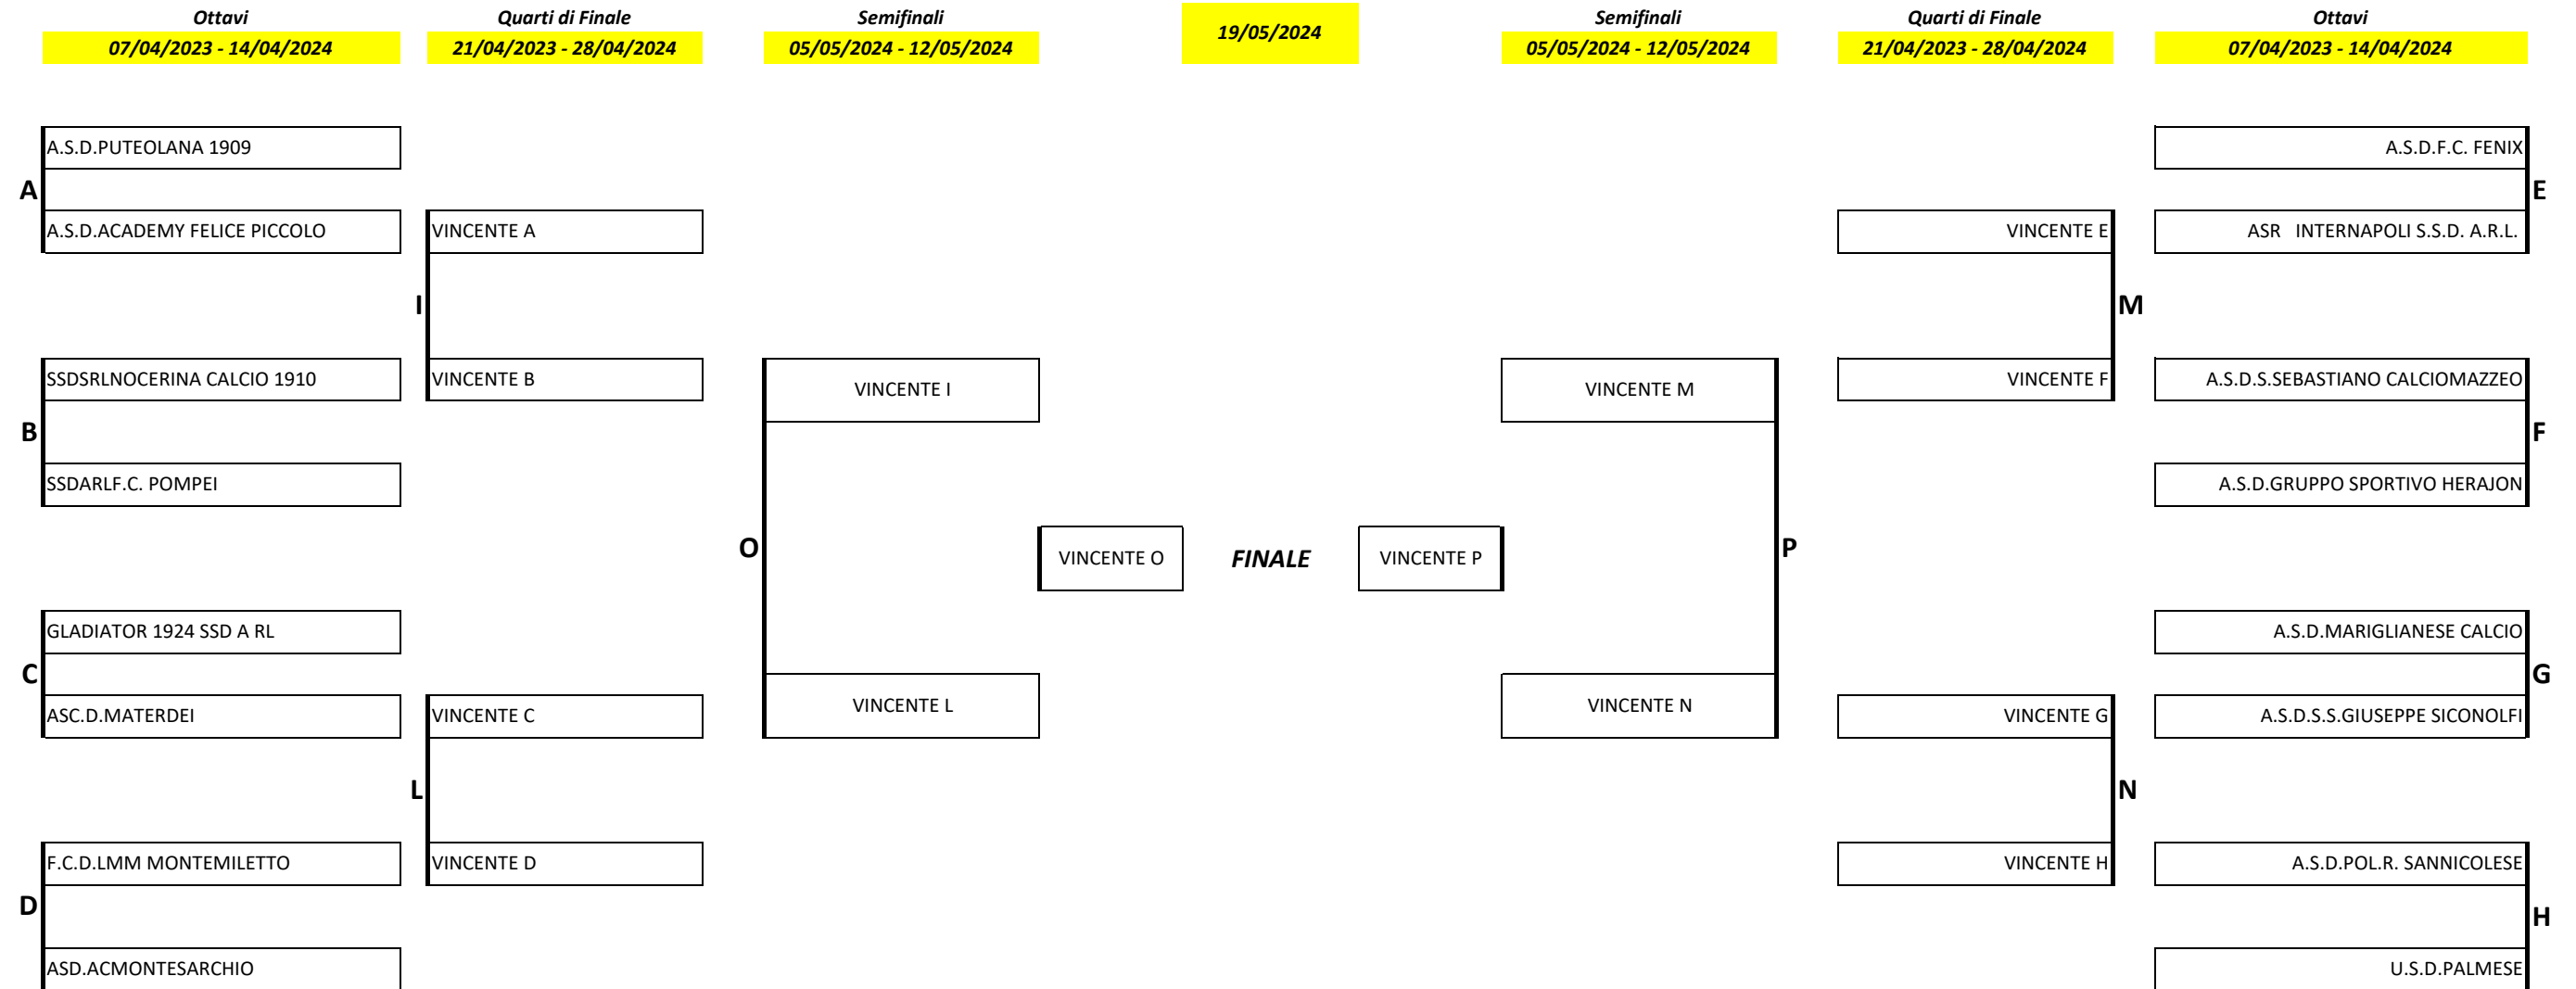 Ottavi
Quarti di Finale
Semifinali
19/05/2024
Semifinali
Quarti di Finale
Ottavi
07/04/2023 - 14/04/2024
21/04/2023 - 28/04/2024
05/05/2024 - 12/05/2024
05/05/2024 - 12/05/2024
21/04/2023 - 28/04/2024
07/04/2023 - 14/04/2024
A.S.D.PUTEOLANA 1909
A.S.D.F.C. FENIX
A
E
A.S.D.ACADEMY FELICE PICCOLO
VINCENTE A
VINCENTE E
ASR   INTERNAPOLI S.S.D. A.R.L.
I
M
SSDSRLNOCERINA CALCIO 1910
VINCENTE B
VINCENTE I
VINCENTE M
VINCENTE F
A.S.D.S.SEBASTIANO CALCIOMAZZEO
B
F
SSDARLF.C. POMPEI
A.S.D.GRUPPO SPORTIVO HERAJON
O
VINCENTE O
FINALE
VINCENTE P
P
GLADIATOR 1924 SSD A RL
A.S.D.MARIGLIANESE CALCIO
C
G
ASC.D.MATERDEI
VINCENTE C
VINCENTE L
VINCENTE N
VINCENTE G
A.S.D.S.S.GIUSEPPE SICONOLFI
L
N
F.C.D.LMM MONTEMILETTO
VINCENTE D
VINCENTE H
A.S.D.POL.R. SANNICOLESE
D
H
ASD.ACMONTESARCHIO
U.S.D.PALMESE